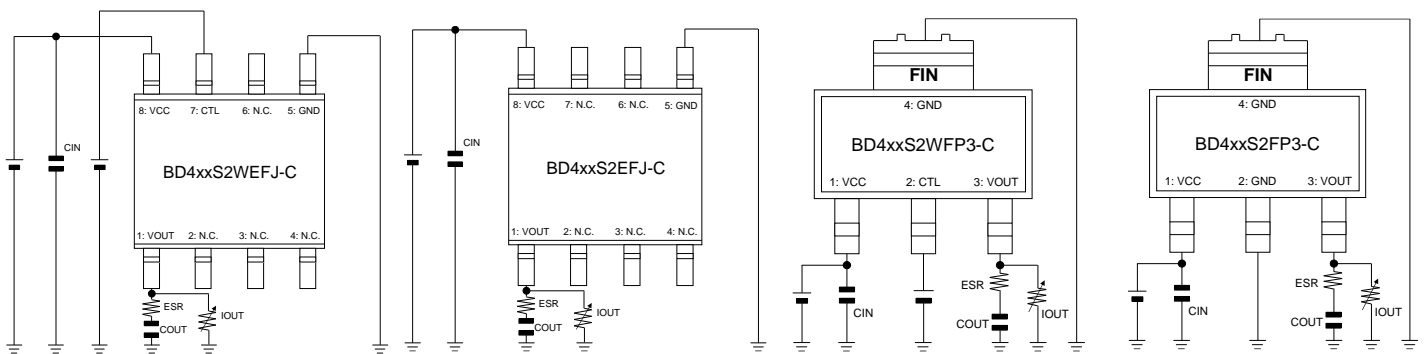 CIN
8: VCC
7: CTL
6: N.C.
5: GND
BD4xxS2WEFJ-C
1: VOUT
2: N.C.
3: N.C.
4: N.C.
ESR
COUT
IOUT
CIN
8: VCC
7: N.C.
6: N.C.
5: GND
BD4xxS2EFJ-C
1: VOUT
2: N.C.
3: N.C.
4: N.C.
ESR
COUT
IOUT
FIN
4: GND
BD4xxS2WFP3-C
1: VCC
2: CTL
3: VOUT
CIN
ESR
COUT
IOUT
FIN
4: GND
BD4xxS2FP3-C
1: VCC
2: GND
3: VOUT
CIN
ESR
COUT
IOUT